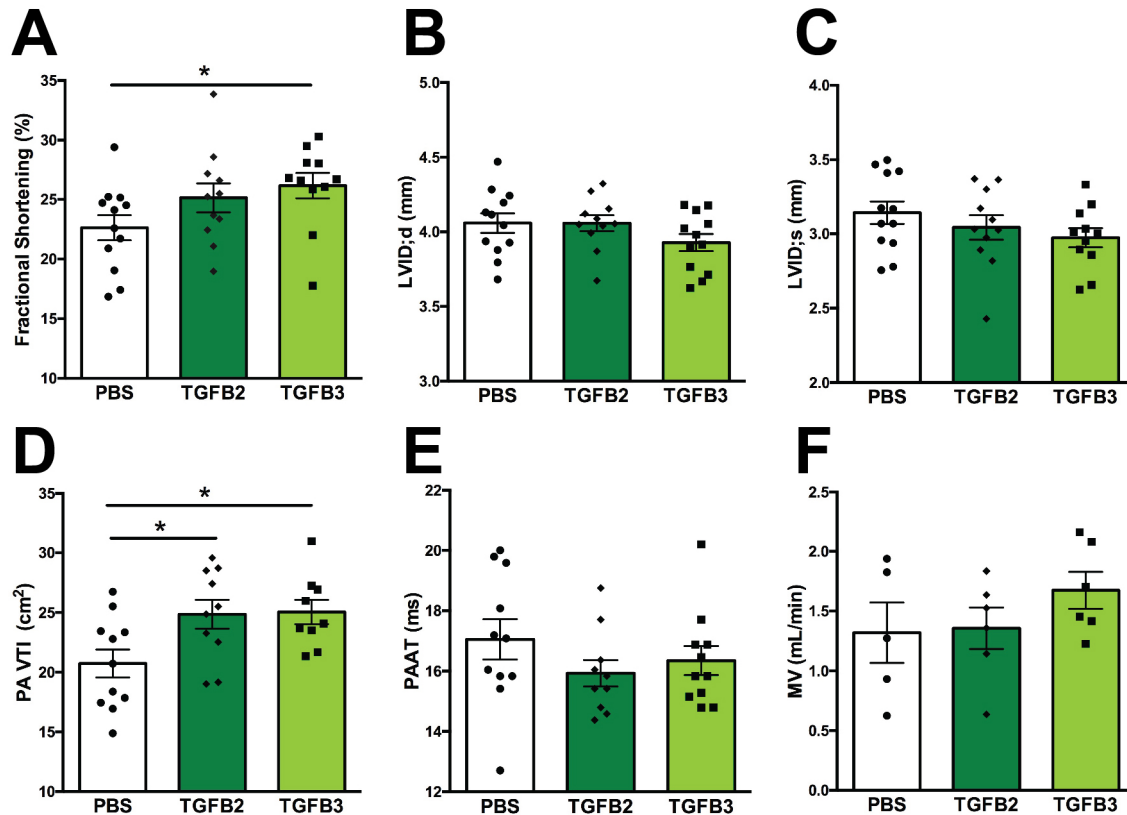 A
Fractional Shortening (%)
35
30
25
20
15
10
*
PBS TGFB2 TGFB3
B
LVID;d (mm)
5.0
4.5
4.0
3.5
3.0
PBS TGFB2 TGFB3
C
LVID;s (mm)
4.0
3.5
3.0
2.5
2.0
PBS TGFB2 TGFB3
D
PA VTI (cm²)
35
30
25
20
15
10
*
*
PBS TGFB2 TGFB3
E
PAAT (ms)
22
20
18
16
14
12
PBS TGFB2 TGFB3
F
MV (mL/min)
2.5
2.0
1.5
1.0
0.5
0.0
PBS TGFB2 TGFB3